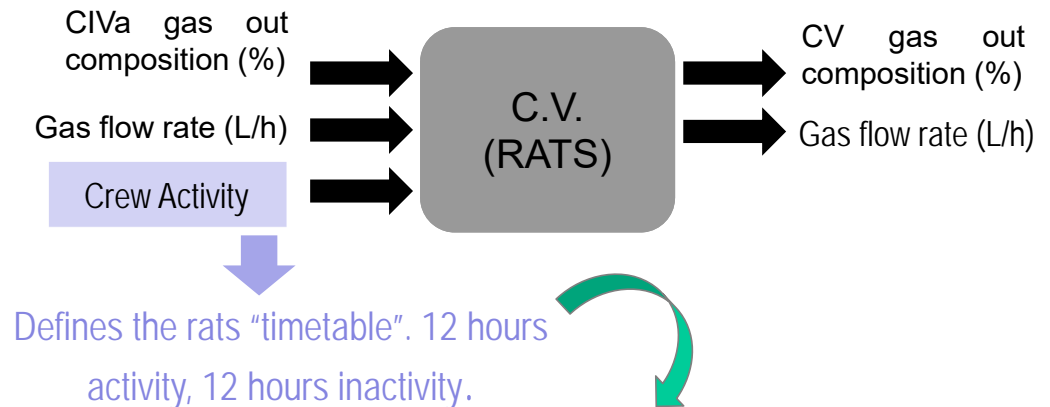 CIVa gas out
composition (%)
Gas flow rate (L/h)
Crew Activity
C.V.
(RATS)
CV gas out
composition (%)
Gas flow rate (L/h)
Defines the rats “timetable”. 12 hours
activity, 12 hours inactivity.